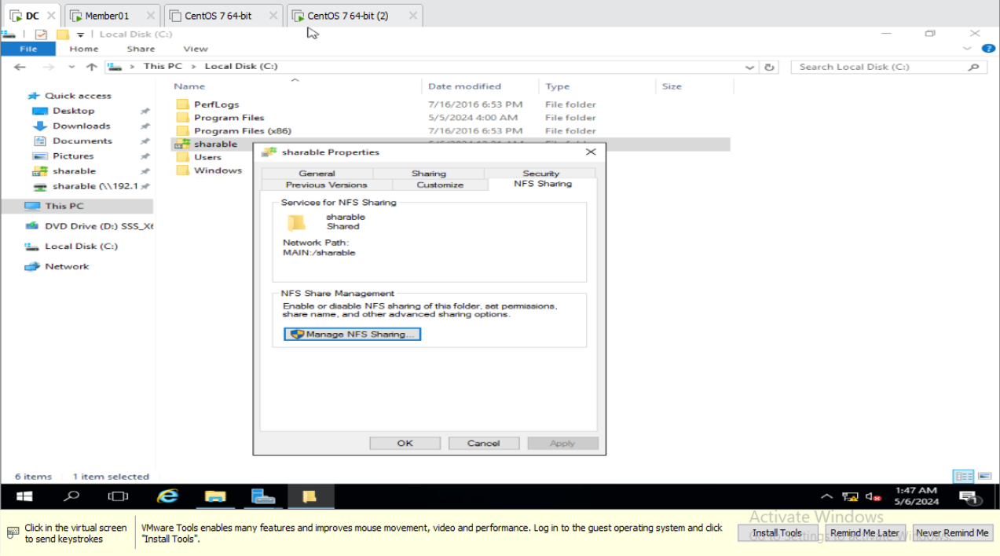 DC
Member01
CentOS 7 64-bit
CentOS 7 64-bit (2)
Local Disk (C:)
File Home Share View
This PC > Local Disk (C:)
Search Local Disk (C:)
Name Date modified Type Size
Quick access
Desktop
Downloads
Documents
Pictures
sharable
sharable (\\192.1
This PC
DVD Drive (D:) SSS_X6
Local Disk (C:)
Network
PerfLogs 7/16/2016 6:53 PM File folder
Program Files 5/5/2024 4:00 AM File folder
Program Files (x86) 7/16/2016 6:53 PM File folder
sharable
Users
Windows
sharable Properties
General Sharing Security
Previous Versions Customize NFS Sharing
Services for NFS Sharing
sharable
Shared
Network Path:
MAIN:/sharable
NFS Share Management
Enable or disable NFS sharing of this folder, set permissions,
share name, and other advanced sharing options.
Manage NFS Sharing...
OK Cancel Apply
6 items 1 item selected
1:47 AM
5/6/2024
1
Activate Windows
Go to Settings to activate Windows.
Click in the virtual screen
to send keystrokes
VMware Tools enables many features and improves mouse movement, video and performance. Log in to the guest operating system and click
"Install Tools".
Install Tools Remind Me Later Never Remind Me